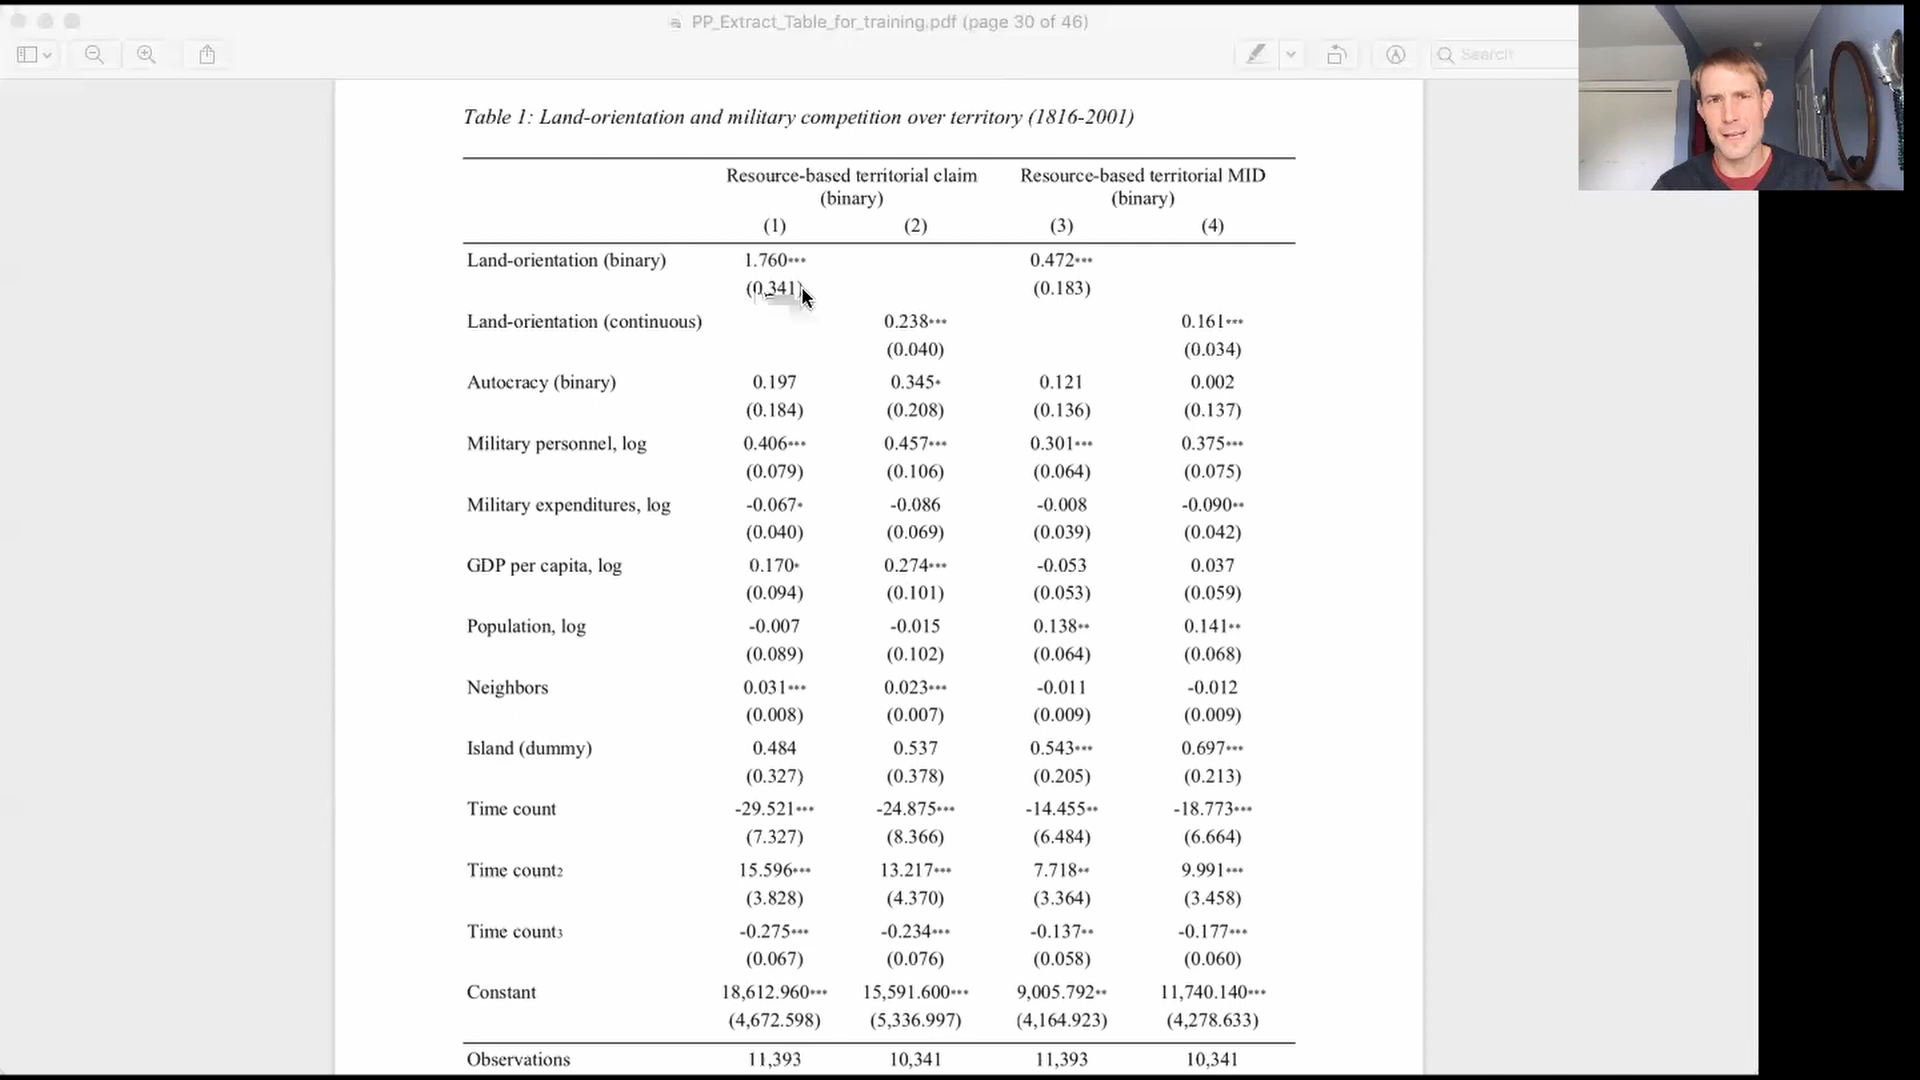 PP_Extract_Table_for_training.pdf (page 30 of 46)
Search
Table 1: Land-orientation and military competition over territory (1816-2001)
Resource-based territorial claim Resource-based territorial MID
(binary) (binary)
(1) (2) (3) (4)
Land-orientation (binary) 1.760*** 0.472***
(0.341) (0.183)
Land-orientation (continuous) 0.238*** 0.161***
(0.040) (0.034)
Autocracy (binary) 0.197 0.345* 0.121 0.002
(0.184) (0.208) (0.136) (0.137)
Military personnel, log 0.406*** 0.457*** 0.301*** 0.375***
(0.079) (0.106) (0.064) (0.075)
Military expenditures, log -0.067* -0.086 -0.008 -0.090**
(0.040) (0.069) (0.039) (0.042)
GDP per capita, log 0.170* 0.274*** -0.053 0.037
(0.094) (0.101) (0.053) (0.059)
Population, log -0.007 -0.015 0.138** 0.141**
(0.089) (0.102) (0.064) (0.068)
Neighbors 0.031*** 0.023*** -0.011 -0.012
(0.008) (0.007) (0.009) (0.009)
Island (dummy) 0.484 0.537 0.543*** 0.697***
(0.327) (0.378) (0.205) (0.213)
Time count -29.521*** -24.875*** -14.455** -18.773***
(7.327) (8.366) (6.484) (6.664)
Time count2 15.596*** 13.217*** 7.718** 9.991***
(3.828) (4.370) (3.364) (3.458)
Time count3 -0.275*** -0.234*** -0.137** -0.177***
(0.067) (0.076) (0.058) (0.060)
Constant 18,612.960*** 15,591.600*** 9,005.792** 11,740.140***
(4,672.598) (5,336.997) (4,164.923) (4,278.633)
Observations 11,393 10,341 11,393 10,341